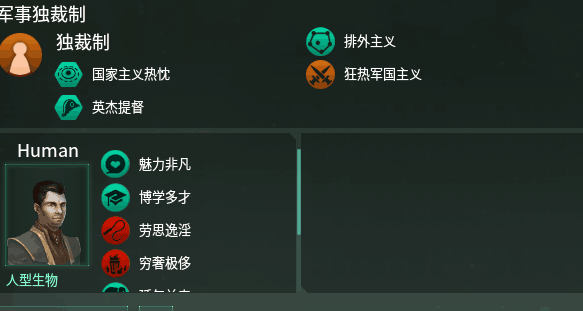 军事独裁制
独裁制
国家主义热忱
英杰提督
排外主义
狂热军国主义
Human
人型生物
魅力非凡
博学多才
劳思逸淫
穷奢极侈